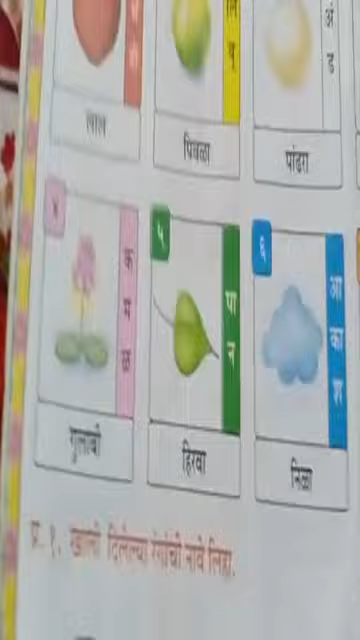 लाल
पिवळा
पांढरा
४
क
म
ळ
५
पा
न
६
आ
का
श
गुलाबी
हिरवा
निळा
प्र. १. खाली दिलेल्या रंगांची नावे लिहा.